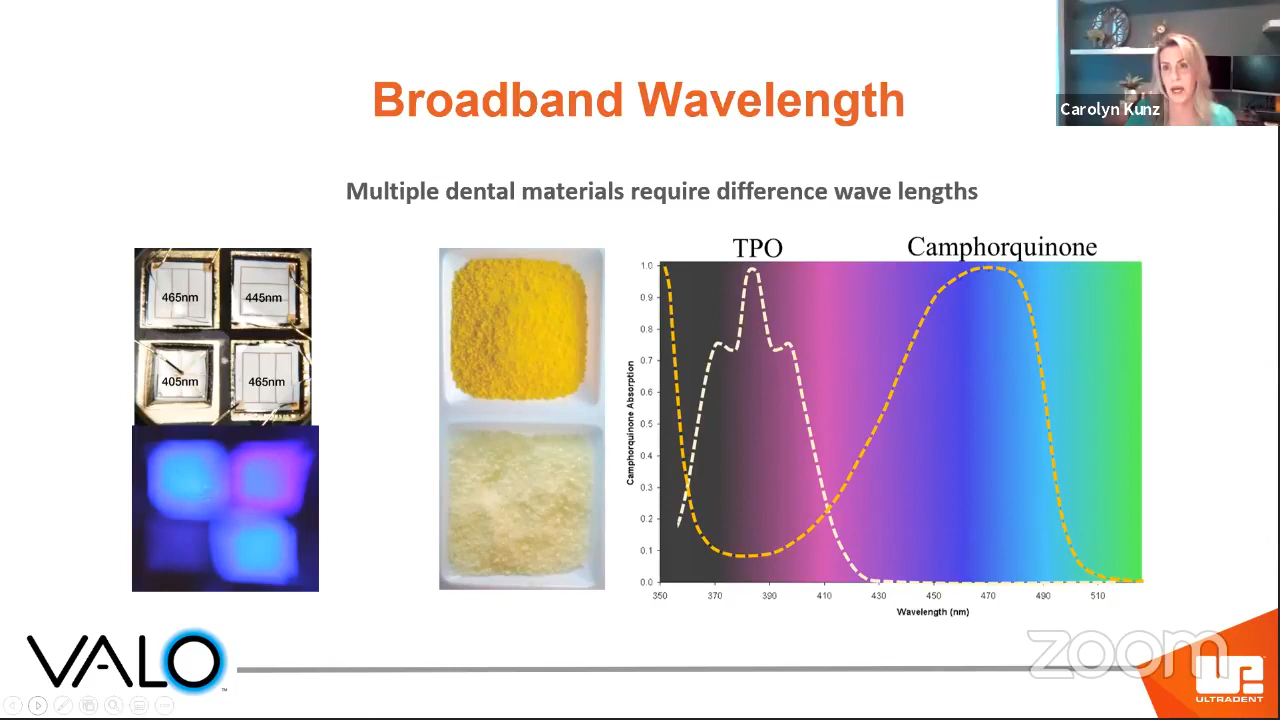 Broadband Wavelength
Carolyn Kunz
Multiple dental materials require difference wave lengths
465nm
445nm
405nm
465nm
TPO
Camphorquinone
1.0
0.9
0.8
0.7
0.6
0.5
0.4
0.3
0.2
0.1
0.0
Camphorquinone Absorption
350 370 390 410 430 450 470 490 510
Wavelength (nm)
VALO™
zoom
UP
ULTRADENT